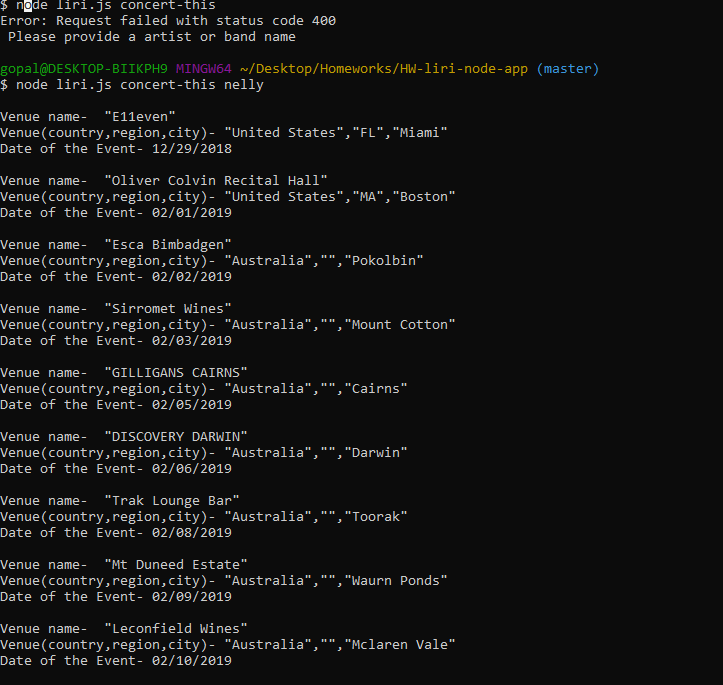 $ node liri.js concert-this
Error: Request failed with status code 400
 Please provide a artist or band name

gopal@DESKTOP-BIIKPH9 MINGW64 ~/Desktop/Homeworks/HW-liri-node-app (master)
$ node liri.js concert-this nelly

Venue name-  "E11even"
Venue(country,region,city)- "United States","FL","Miami"
Date of the Event- 12/29/2018

Venue name-  "Oliver Colvin Recital Hall"
Venue(country,region,city)- "United States","MA","Boston"
Date of the Event- 02/01/2019

Venue name-  "Esca Bimbadgen"
Venue(country,region,city)- "Australia","","Pokolbin"
Date of the Event- 02/02/2019

Venue name-  "Sirromet Wines"
Venue(country,region,city)- "Australia","","Mount Cotton"
Date of the Event- 02/03/2019

Venue name-  "GILLIGANS CAIRNS"
Venue(country,region,city)- "Australia","","Cairns"
Date of the Event- 02/05/2019

Venue name-  "DISCOVERY DARWIN"
Venue(country,region,city)- "Australia","","Darwin"
Date of the Event- 02/06/2019

Venue name-  "Trak Lounge Bar"
Venue(country,region,city)- "Australia","","Toorak"
Date of the Event- 02/08/2019

Venue name-  "Mt Duneed Estate"
Venue(country,region,city)- "Australia","","Waurn Ponds"
Date of the Event- 02/09/2019

Venue name-  "Leconfield Wines"
Venue(country,region,city)- "Australia","","Mclaren Vale"
Date of the Event- 02/10/2019